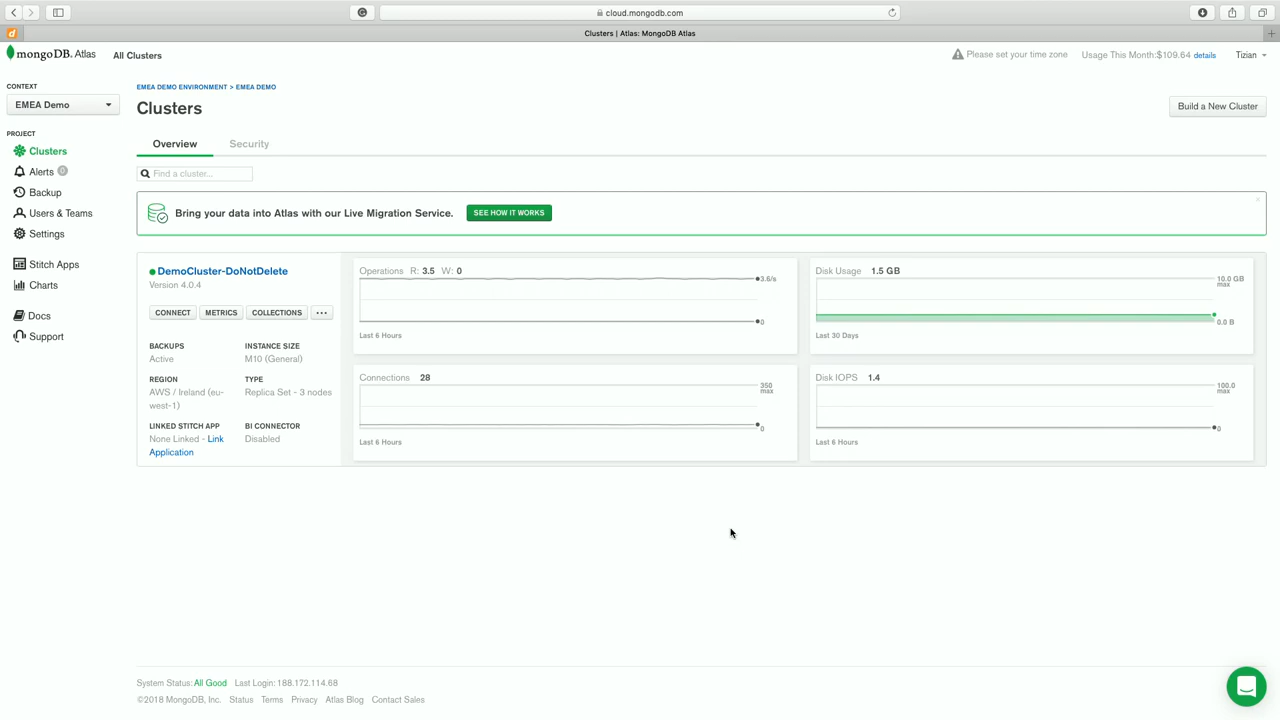 cloud.mongodb.com
Clusters | Atlas: MongoDB Atlas
mongoDB. Atlas
All Clusters
Please set your time zone
Usage This Month:$109.64 details
Tizian
CONTEXT
EMEA Demo
PROJECT
Clusters
Alerts 0
Backup
Users & Teams
Settings
Stitch Apps
Charts
Docs
Support
EMEA DEMO ENVIRONMENT > EMEA DEMO
Clusters
Build a New Cluster
Overview
Security
Find a cluster...
Bring your data into Atlas with our Live Migration Service.
SEE HOW IT WORKS
DemoCluster-DoNotDelete
Version 4.0.4
CONNECT
METRICS
COLLECTIONS
...
BACKUPS
Active
INSTANCE SIZE
M10 (General)
REGION
AWS / Ireland (eu-
west-1)
TYPE
Replica Set - 3 nodes
LINKED STITCH APP
None Linked - Link
Application
BI CONNECTOR
Disabled
Operations R: 3.5 W: 0
3.6/s
0
Last 6 Hours
Disk Usage 1.5 GB
10.0 GB
max
0.0 B
Last 30 Days
Connections 28
350
max
0
Last 6 Hours
Disk IOPS 1.4
100.0
max
0
Last 6 Hours
System Status: All Good Last Login: 188.172.114.68
©2018 MongoDB, Inc. Status Terms Privacy Atlas Blog Contact Sales